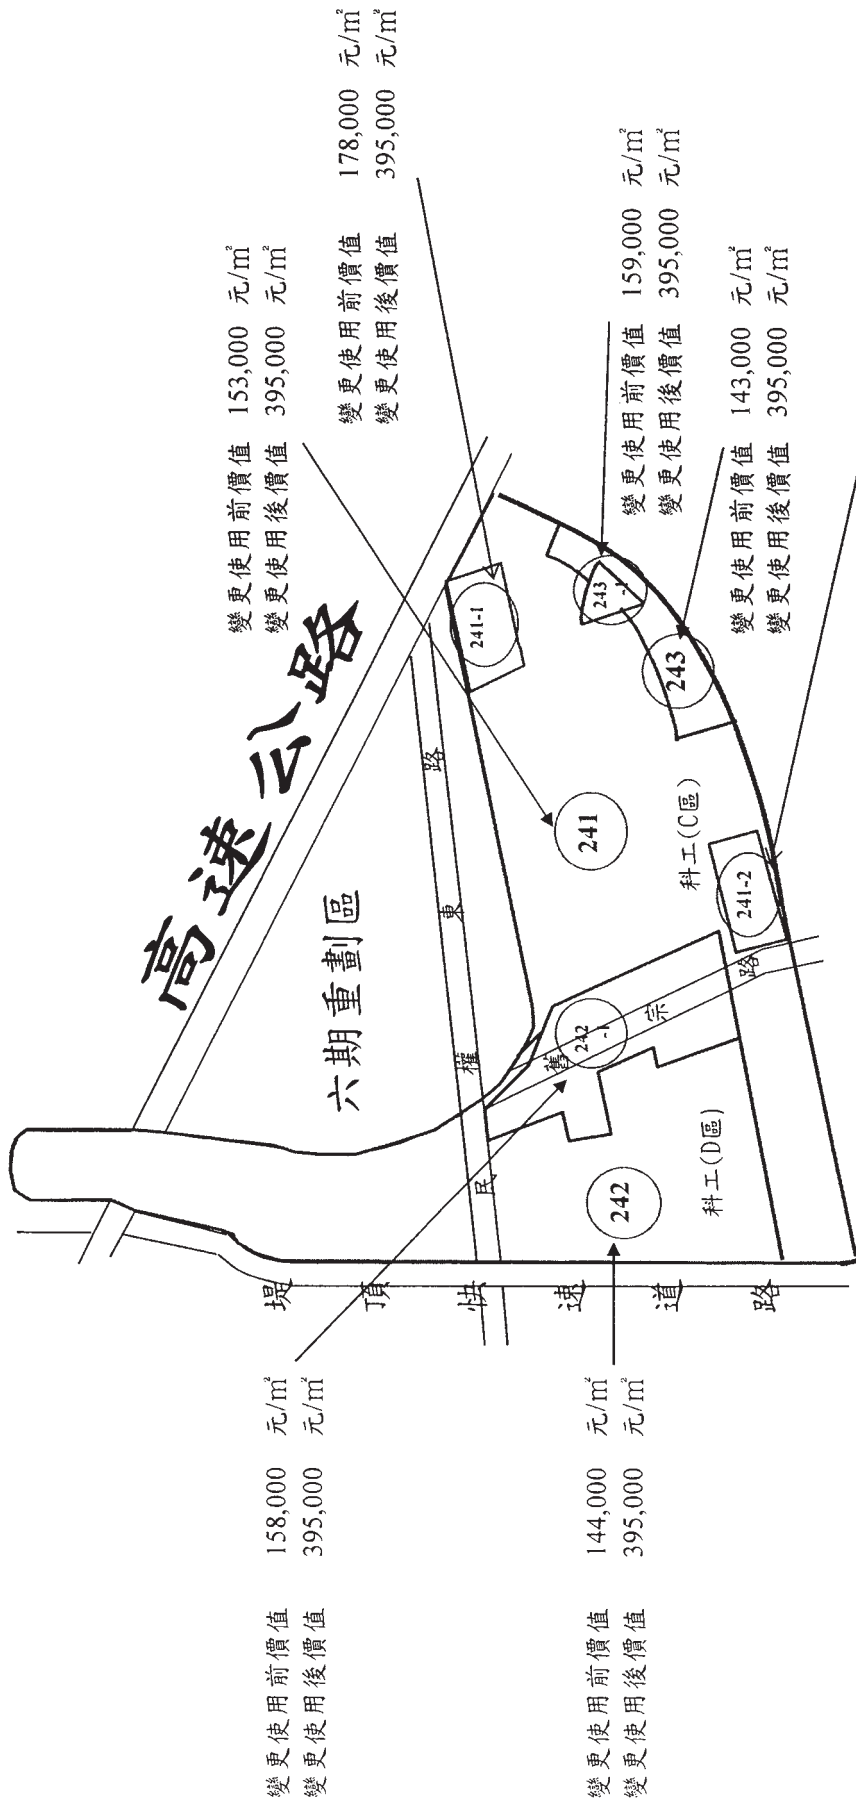 變更使用前價值 158,000 元/㎡
變更使用後價值 395,000 元/㎡
變更使用前價值 144,000 元/㎡
變更使用後價值 395,000 元/㎡
變更使用前價值 153,000 元/㎡
變更使用後價值 395,000 元/㎡
變更使用前價值 178,000 元/㎡
變更使用後價值 395,000 元/㎡
變更使用前價值 159,000 元/㎡
變更使用後價值 395,000 元/㎡
變更使用前價值 143,000 元/㎡
變更使用後價值 395,000 元/㎡
高速公路
六期重劃區
民權東路
堤頂快速道路
舊宗路
241-1
243
-1
243
241
科工(C區)
241-2
242
-1
242
科工(D區)